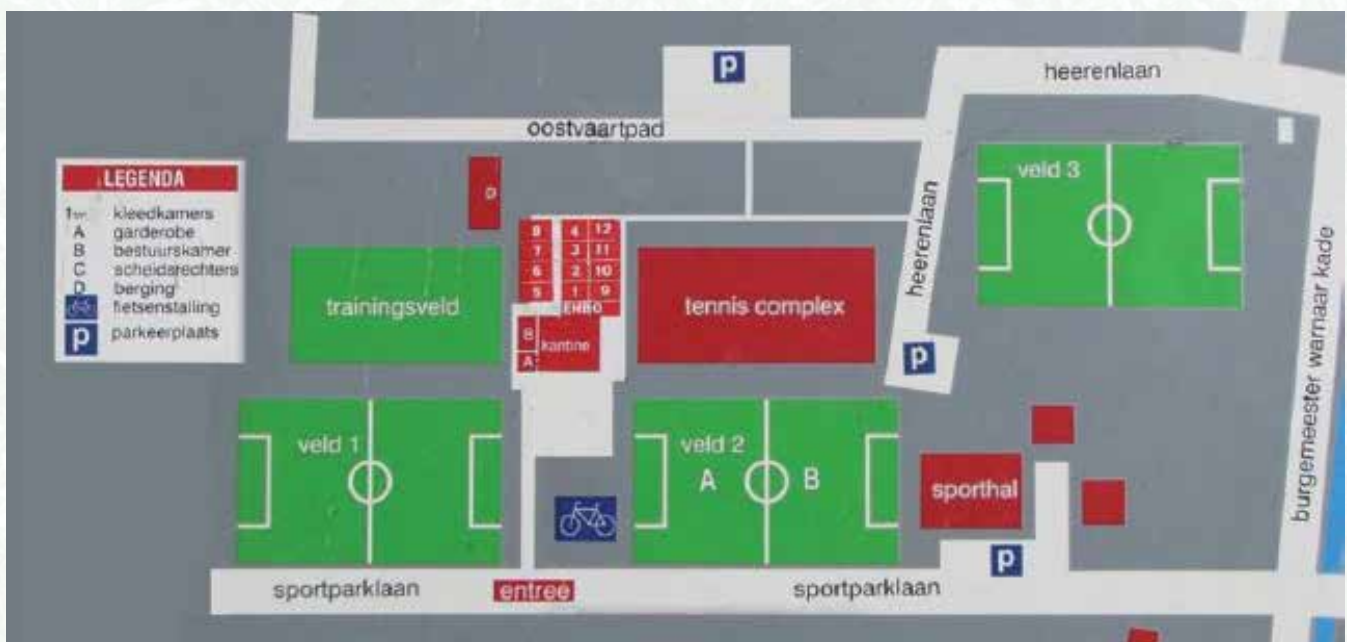 P
heerenlaan
oostvaartpad
LEGENDA
kleedkamers
A garderobe
B bestuurskamer
C scheidsrechters
D berging
fietsenstalling
P parkeerplaats
D
veld 3
heerenlaan
8 4 12
7 3 11
6 2 10
5 1 9
EHBO
B kantine
A
trainingsveld
tennis complex
P
burgemeester warnaar kade
veld 1
veld 2
A B
sporthal
P
sportparklaan
entree
sportparklaan